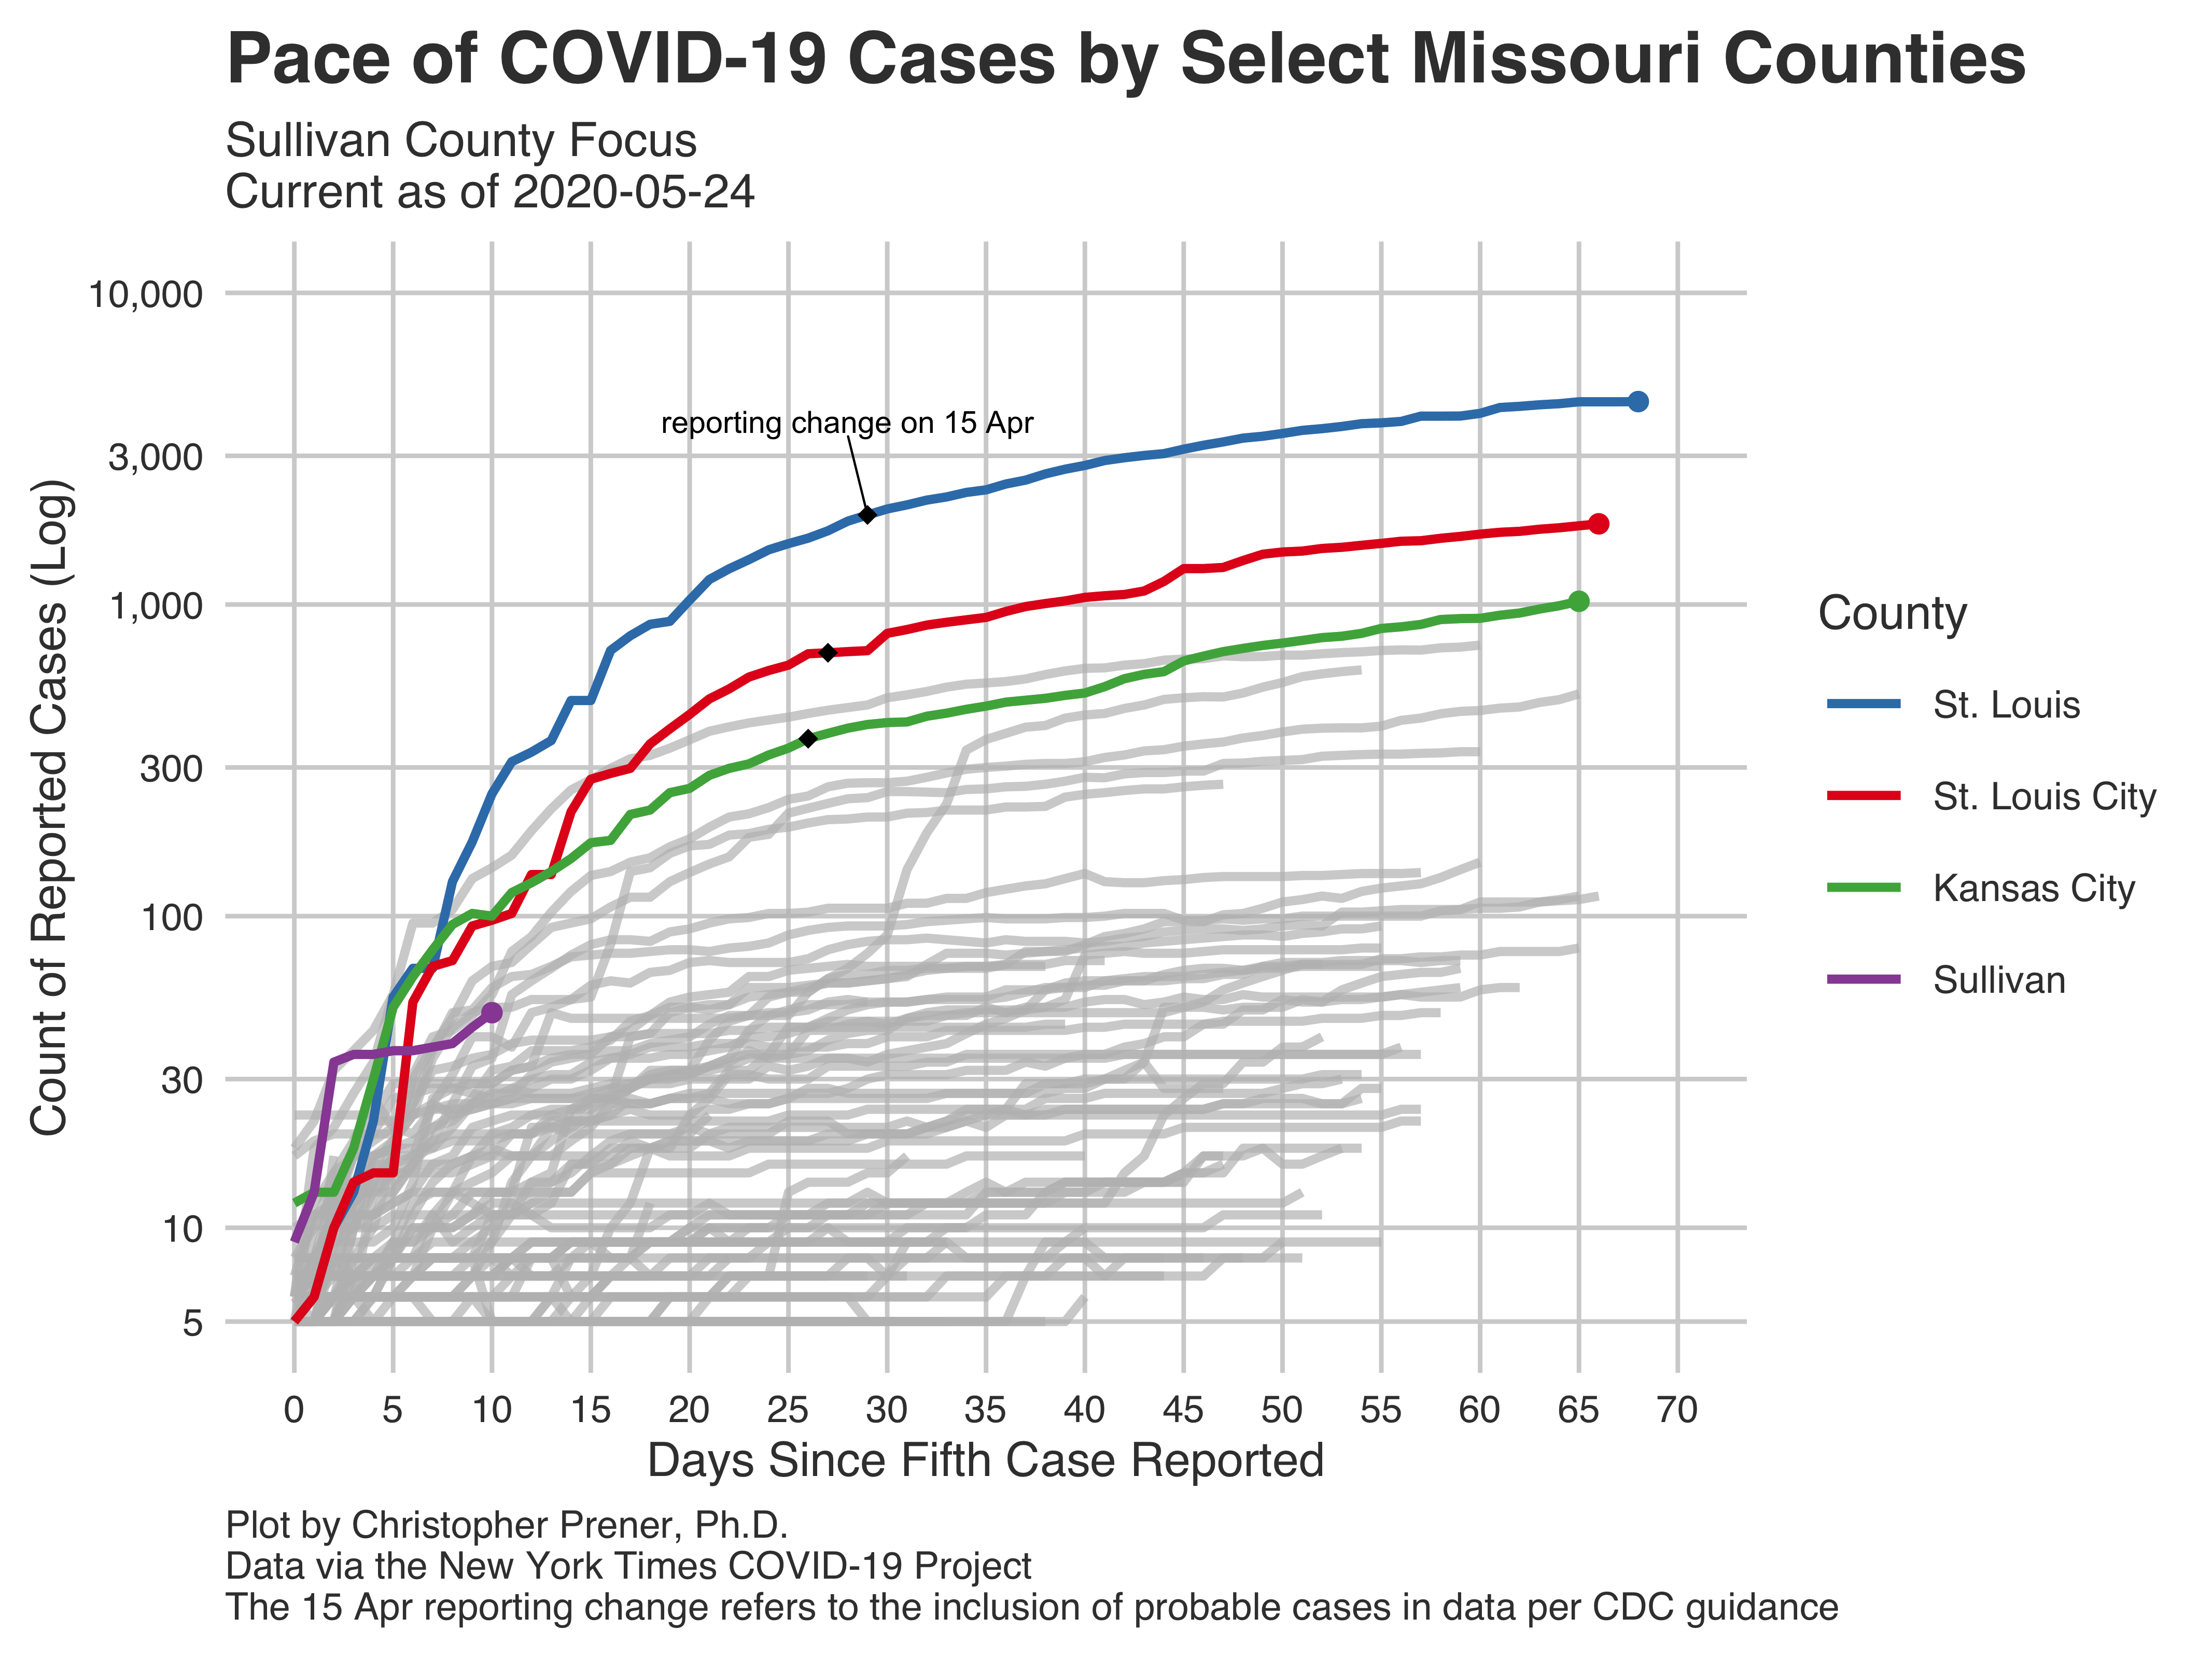 Pace of COVID-19 Cases by Select Missouri Counties
Sullivan County Focus
Current as of 2020-05-24
10,000
3,000
1,000
300
100
30
10
5
Count of Reported Cases (Log)
reporting change on 15 Apr
0 5 10 15 20 25 30 35 40 45 50 55 60 65 70
Days Since Fifth Case Reported
County
St. Louis
St. Louis City
Kansas City
Sullivan
Plot by Christopher Prener, Ph.D.
Data via the New York Times COVID-19 Project
The 15 Apr reporting change refers to the inclusion of probable cases in data per CDC guidance